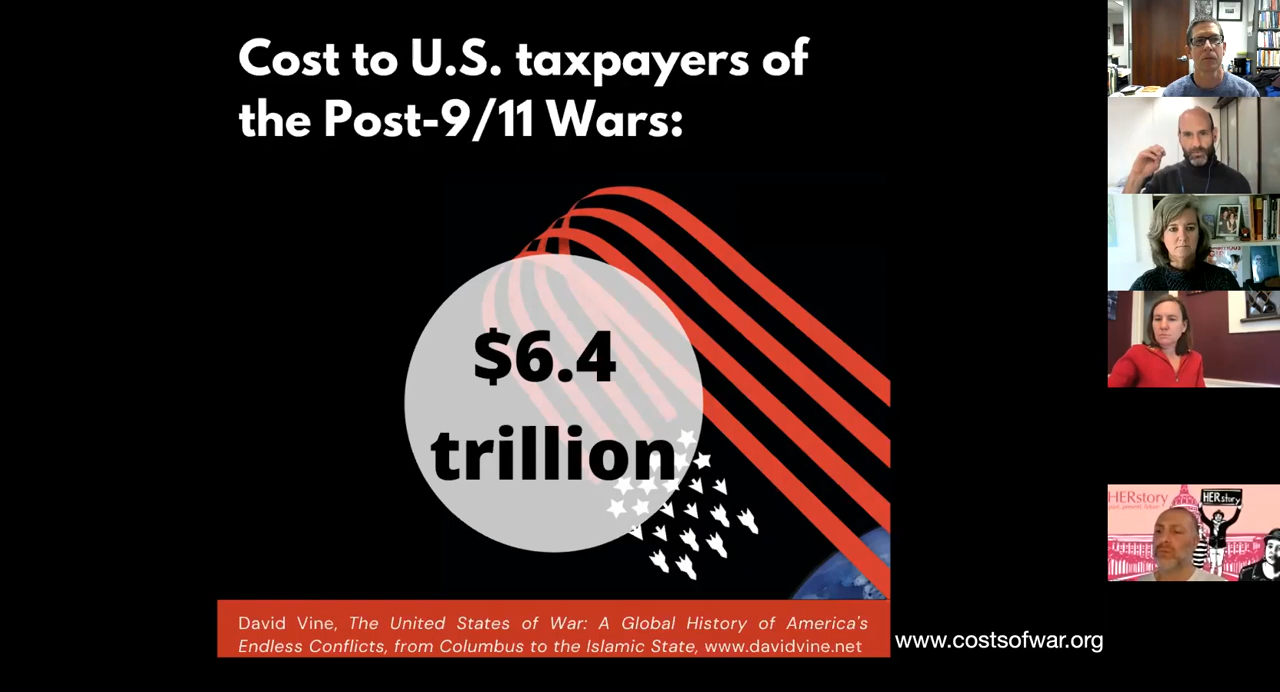 Cost to U.S. taxpayers of
the Post-9/11 Wars:
$6.4
trillion
David Vine, The United States of War: A Global History of America's
Endless Conflicts, from Columbus to the Islamic State, www.davidvine.net
www.costsofwar.org
HERstory
HERstory